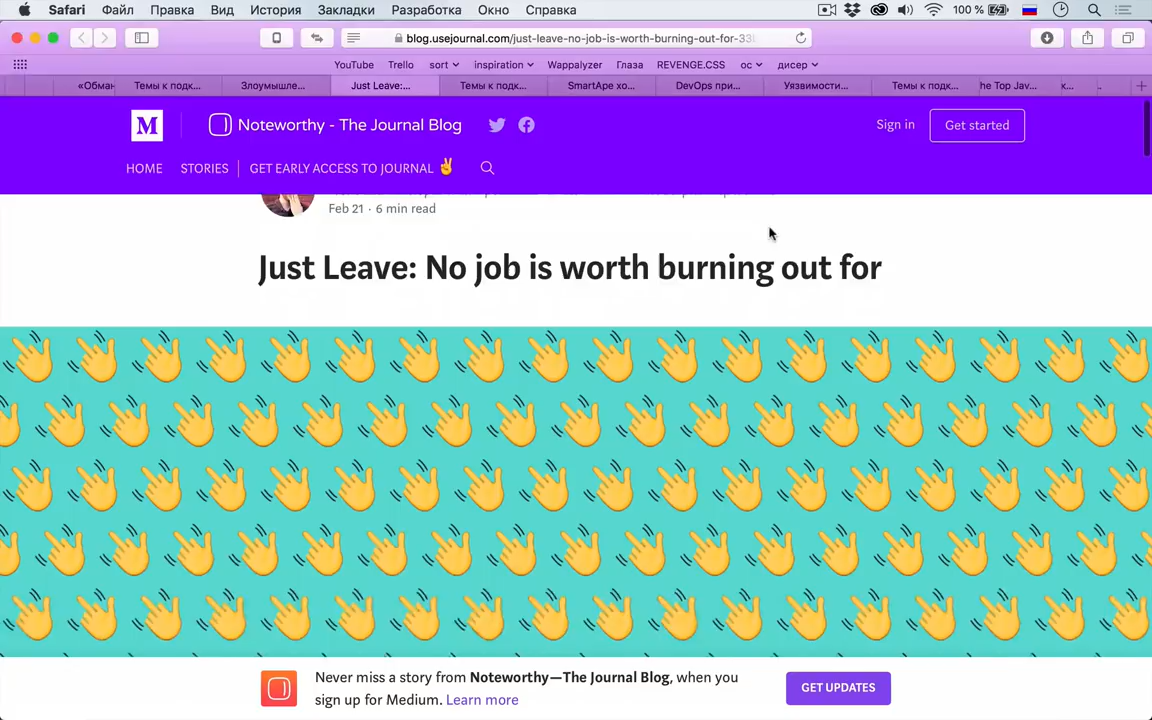 Safari Файл Правка Вид История Закладки Разработка Окно Справка 100 %
blog.usejournal.com/just-leave-no-job-is-worth-burning-out-for-33
YouTube Trello sort inspiration Wappalyzer Глаза REVENGE.CSS ос дисер
«Обман Темы к подк... Злоумышле... Just Leave:... Темы к подк... SmartApe хо... DevOps при... Уязвимости... Темы к подк... he Top Jav... к...
M Noteworthy - The Journal Blog Sign in Get started
HOME STORIES GET EARLY ACCESS TO JOURNAL
Feb 21 · 6 min read
Just Leave: No job is worth burning out for
Never miss a story from Noteworthy—The Journal Blog, when you
sign up for Medium. Learn more
GET UPDATES